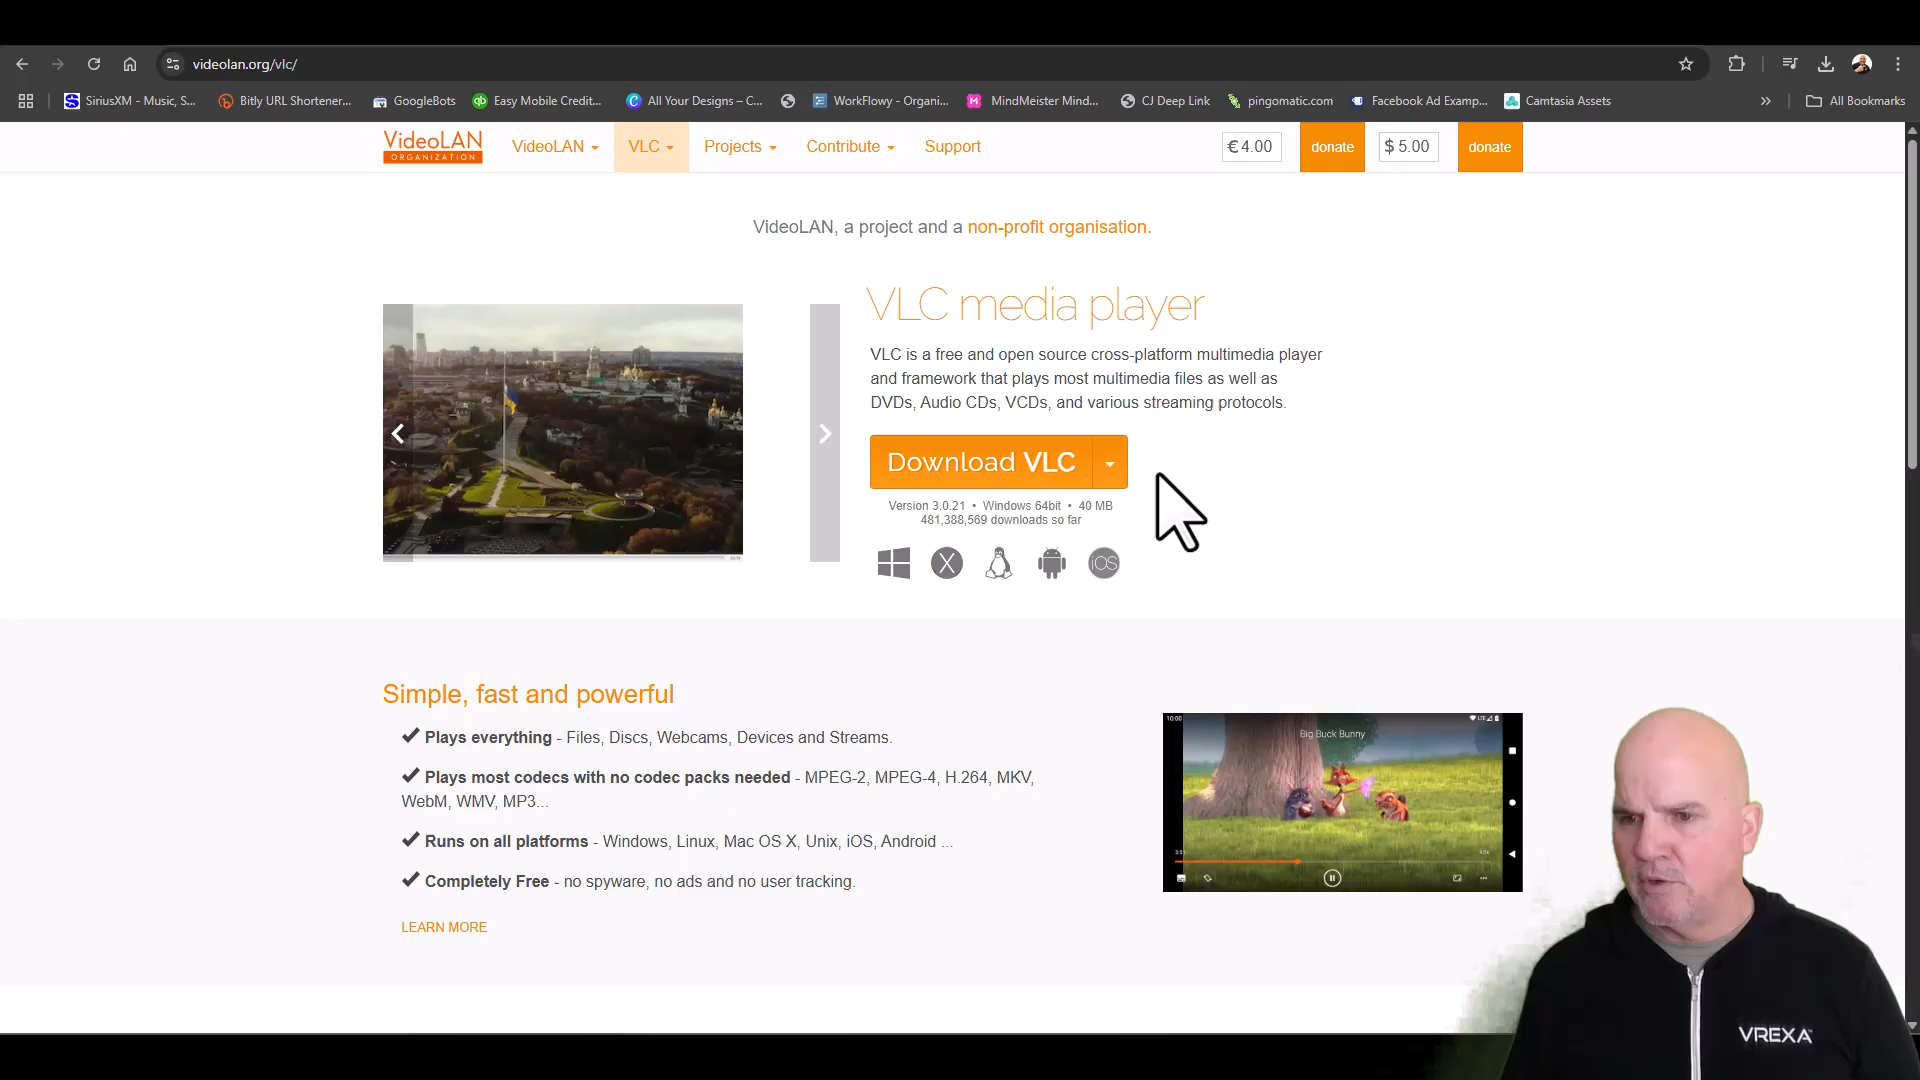 videolan.org/vlc/
SiriusXM - Music, S...
Bitly URL Shortener...
GoogleBots
Easy Mobile Credit...
All Your Designs – C...
WorkFlowy - Organi...
MindMeister Mind...
CJ Deep Link
pingomatic.com
Facebook Ad Examp...
Camtasia Assets
»
All Bookmarks
VideoLAN
ORGANIZATION
VideoLAN
VLC
Projects
Contribute
Support
€ 4.00
donate
$ 5.00
donate
VideoLAN, a project and a non-profit organisation.
VLC media player
VLC is a free and open source cross-platform multimedia player
and framework that plays most multimedia files as well as
DVDs, Audio CDs, VCDs, and various streaming protocols.
Download VLC
Version 3.0.21 • Windows 64bit • 40 MB
481,388,569 downloads so far
X
iOS
Simple, fast and powerful
Plays everything - Files, Discs, Webcams, Devices and Streams.
Plays most codecs with no codec packs needed - MPEG-2, MPEG-4, H.264, MKV,
WebM, WMV, MP3...
Runs on all platforms - Windows, Linux, Mac OS X, Unix, iOS, Android ...
Completely Free - no spyware, no ads and no user tracking.
LEARN MORE
10:00
LTE
Big Buck Bunny
VREXA